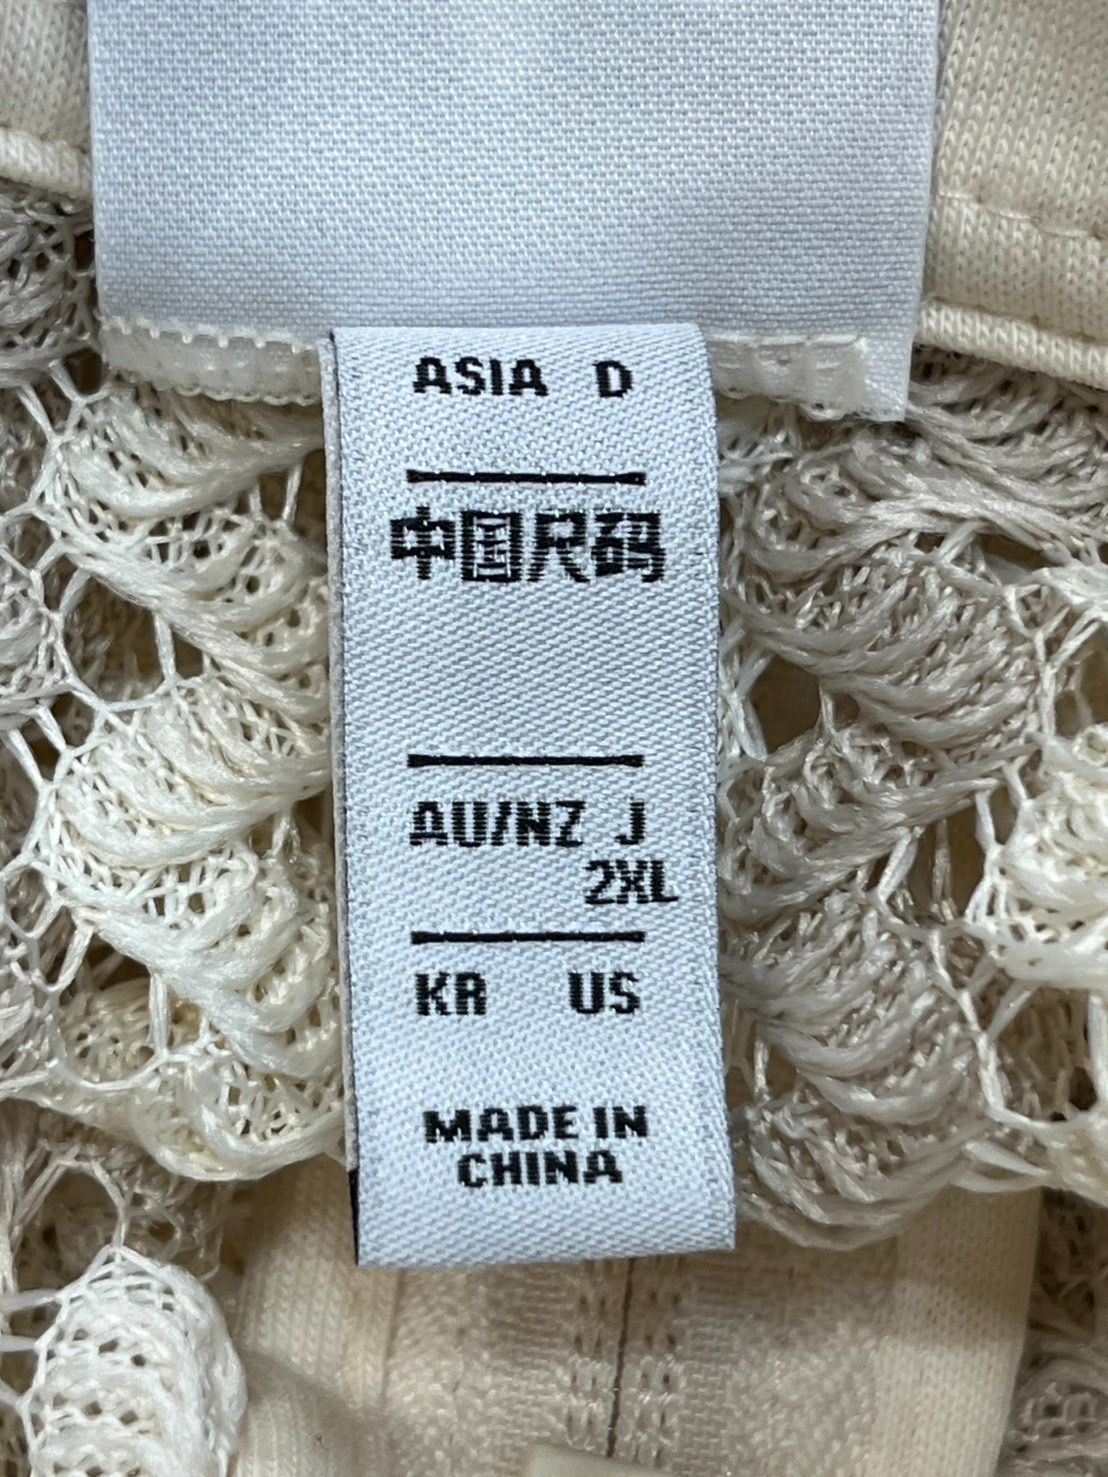 ASIA D
中国尺码
AU/NZ J
2XL
KR US
MADE IN
CHINA